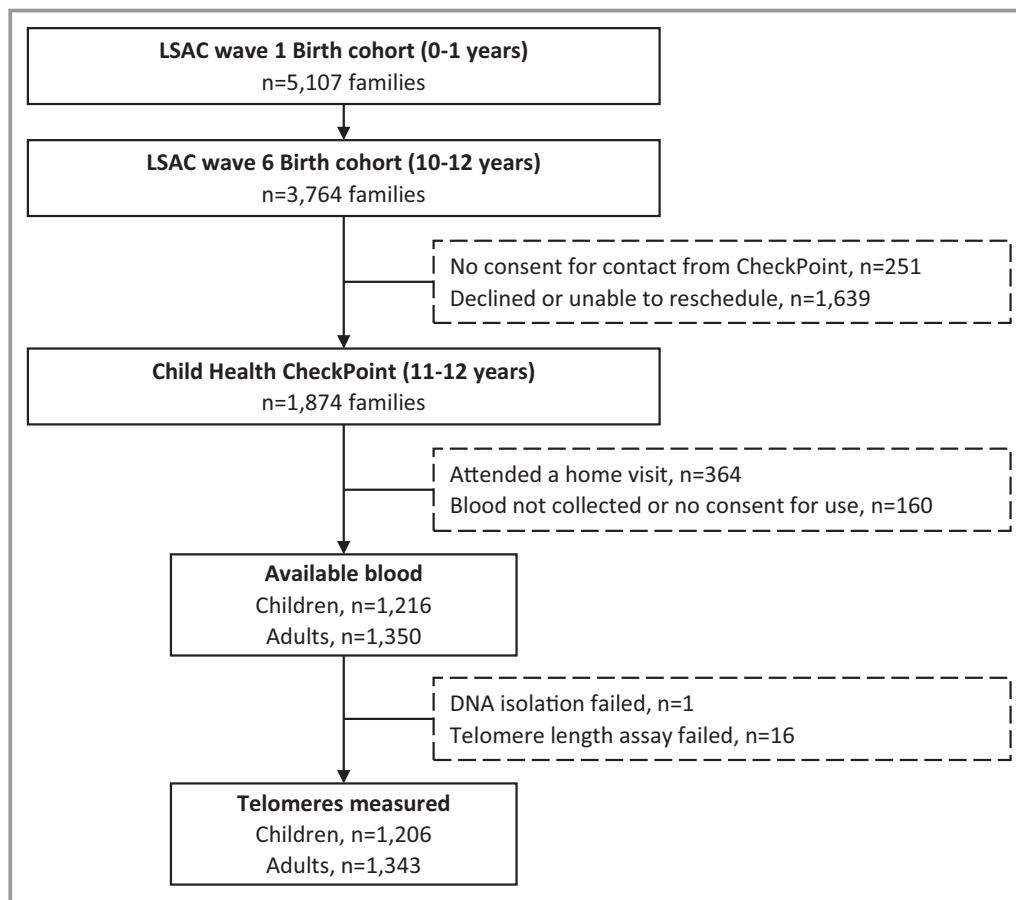 LSAC wave 1 Birth cohort (0-1 years)
n=5,107 families
LSAC wave 6 Birth cohort (10-12 years)
n=3,764 families
No consent for contact from CheckPoint, n=251
Declined or unable to reschedule, n=1,639
Child Health CheckPoint (11-12 years)
n=1,874 families
Attended a home visit, n=364
Blood not collected or no consent for use, n=160
Available blood
Children, n=1,216
Adults, n=1,350
DNA isolation failed, n=1
Telomere length assay failed, n=16
Telomeres measured
Children, n=1,206
Adults, n=1,343